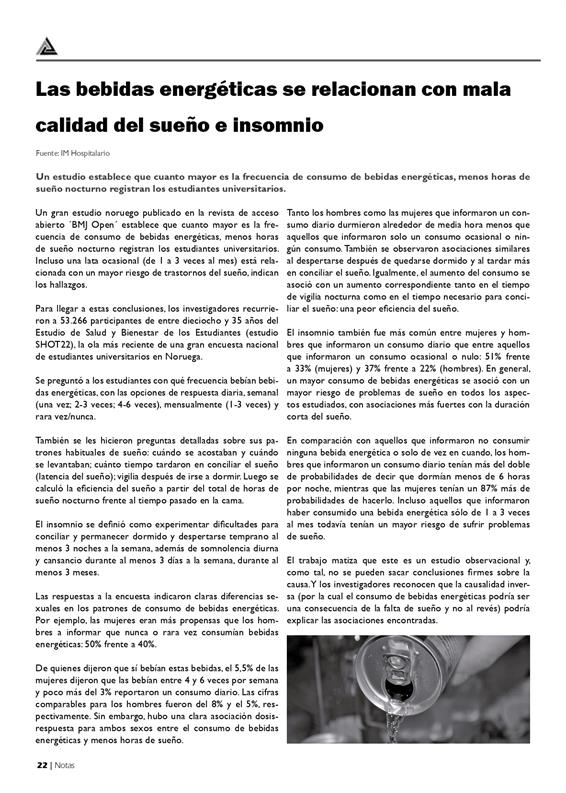 Las bebidas energéticas se relacionan con mala
calidad del sueño e insomnio
Fuente: IM Hospitalario
Un estudio establece que cuanto mayor es la frecuencia de consumo de bebidas energéticas, menos horas de
sueño nocturno registran los estudiantes universitarios.
Un gran estudio noruego publicado en la revista de acceso
abierto ´BMJ Open´ establece que cuanto mayor es la fre-
cuencia de consumo de bebidas energéticas, menos horas
de sueño nocturno registran los estudiantes universitarios.
Incluso una lata ocasional (de 1 a 3 veces al mes) está rela-
cionada con un mayor riesgo de trastornos del sueño, indican
los hallazgos.
Para llegar a estas conclusiones, los investigadores recurrie-
ron a 53.266 participantes de entre dieciocho y 35 años del
Estudio de Salud y Bienestar de los Estudiantes (estudio
SHOT22), la ola más reciente de una gran encuesta nacional
de estudiantes universitarios en Noruega.
Se preguntó a los estudiantes con qué frecuencia bebían bebi-
das energéticas, con las opciones de respuesta diaria, semanal
(una vez; 2-3 veces; 4-6 veces), mensualmente (1-3 veces) y
rara vez/nunca.
También se les hicieron preguntas detalladas sobre sus pa-
trones habituales de sueño: cuándo se acostaban y cuándo
se levantaban; cuánto tiempo tardaron en conciliar el sueño
(latencia del sueño); vigilia después de irse a dormir. Luego se
calculó la eficiencia del sueño a partir del total de horas de
sueño nocturno frente al tiempo pasado en la cama.
El insomnio se definió como experimentar dificultades para
conciliar y permanecer dormido y despertarse temprano al
menos 3 noches a la semana, además de somnolencia diurna
y cansancio durante al menos 3 días a la semana, durante al
menos 3 meses.
Las respuestas a la encuesta indicaron claras diferencias se-
xuales en los patrones de consumo de bebidas energéticas.
Por ejemplo, las mujeres eran más propensas que los hom-
bres a informar que nunca o rara vez consumían bebidas
energéticas: 50% frente a 40%.
De quienes dijeron que sí bebían estas bebidas, el 5,5% de las
mujeres dijeron que las bebían entre 4 y 6 veces por semana
y poco más del 3% reportaron un consumo diario. Las cifras
comparables para los hombres fueron del 8% y el 5%, res-
pectivamente. Sin embargo, hubo una clara asociación dosis-
respuesta para ambos sexos entre el consumo de bebidas
energéticas y menos horas de sueño.
Tanto los hombres como las mujeres que informaron un con-
sumo diario durmieron alrededor de media hora menos que
aquellos que informaron solo un consumo ocasional o nin-
gún consumo. También se observaron asociaciones similares
al despertarse después de quedarse dormido y al tardar más
en conciliar el sueño. Igualmente, el aumento del consumo se
asoció con un aumento correspondiente tanto en el tiempo
de vigilia nocturna como en el tiempo necesario para conci-
liar el sueño: una peor eficiencia del sueño.
El insomnio también fue más común entre mujeres y hom-
bres que informaron un consumo diario que entre aquellos
que informaron un consumo ocasional o nulo: 51% frente
a 33% (mujeres) y 37% frente a 22% (hombres). En general,
un mayor consumo de bebidas energéticas se asoció con un
mayor riesgo de problemas de sueño en todos los aspec-
tos estudiados, con asociaciones más fuertes con la duración
corta del sueño.
En comparación con aquellos que informaron no consumir
ninguna bebida energética o solo de vez en cuando, los hom-
bres que informaron un consumo diario tenían más del doble
de probabilidades de decir que dormían menos de 6 horas
por noche, mientras que las mujeres tenían un 87% más de
probabilidades de hacerlo. Incluso aquellos que informaron
haber consumido una bebida energética sólo de 1 a 3 veces
al mes todavía tenían un mayor riesgo de sufrir problemas
de sueño.
El trabajo matiza que este es un estudio observacional y,
como tal, no se pueden sacar conclusiones firmes sobre la
causa. Y los investigadores reconocen que la causalidad inver-
sa (por la cual el consumo de bebidas energéticas podría ser
una consecuencia de la falta de sueño y no al revés) podría
explicar las asociaciones encontradas.
22 | Notas